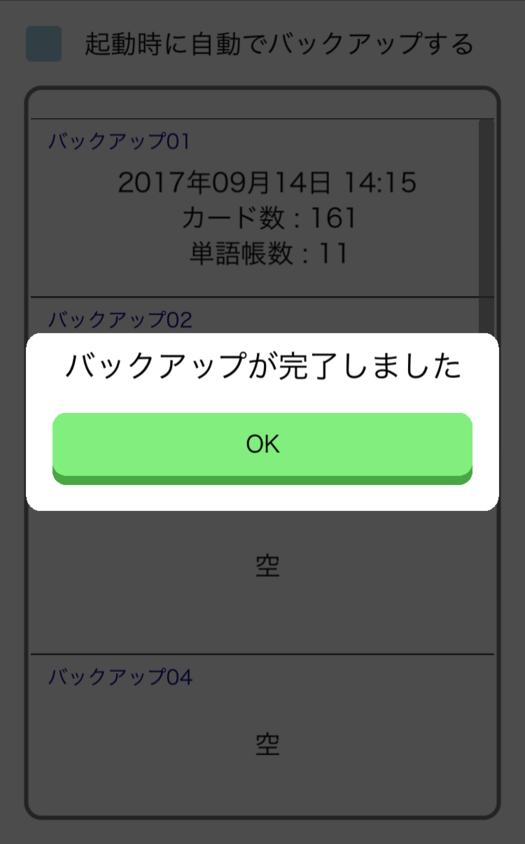 起動時に自動でバックアップする
バックアップ01
2017年09月14日 14:15
カード数 : 161
単語帳数 : 11
バックアップ02
バックアップが完了しました
OK
空
バックアップ04
空